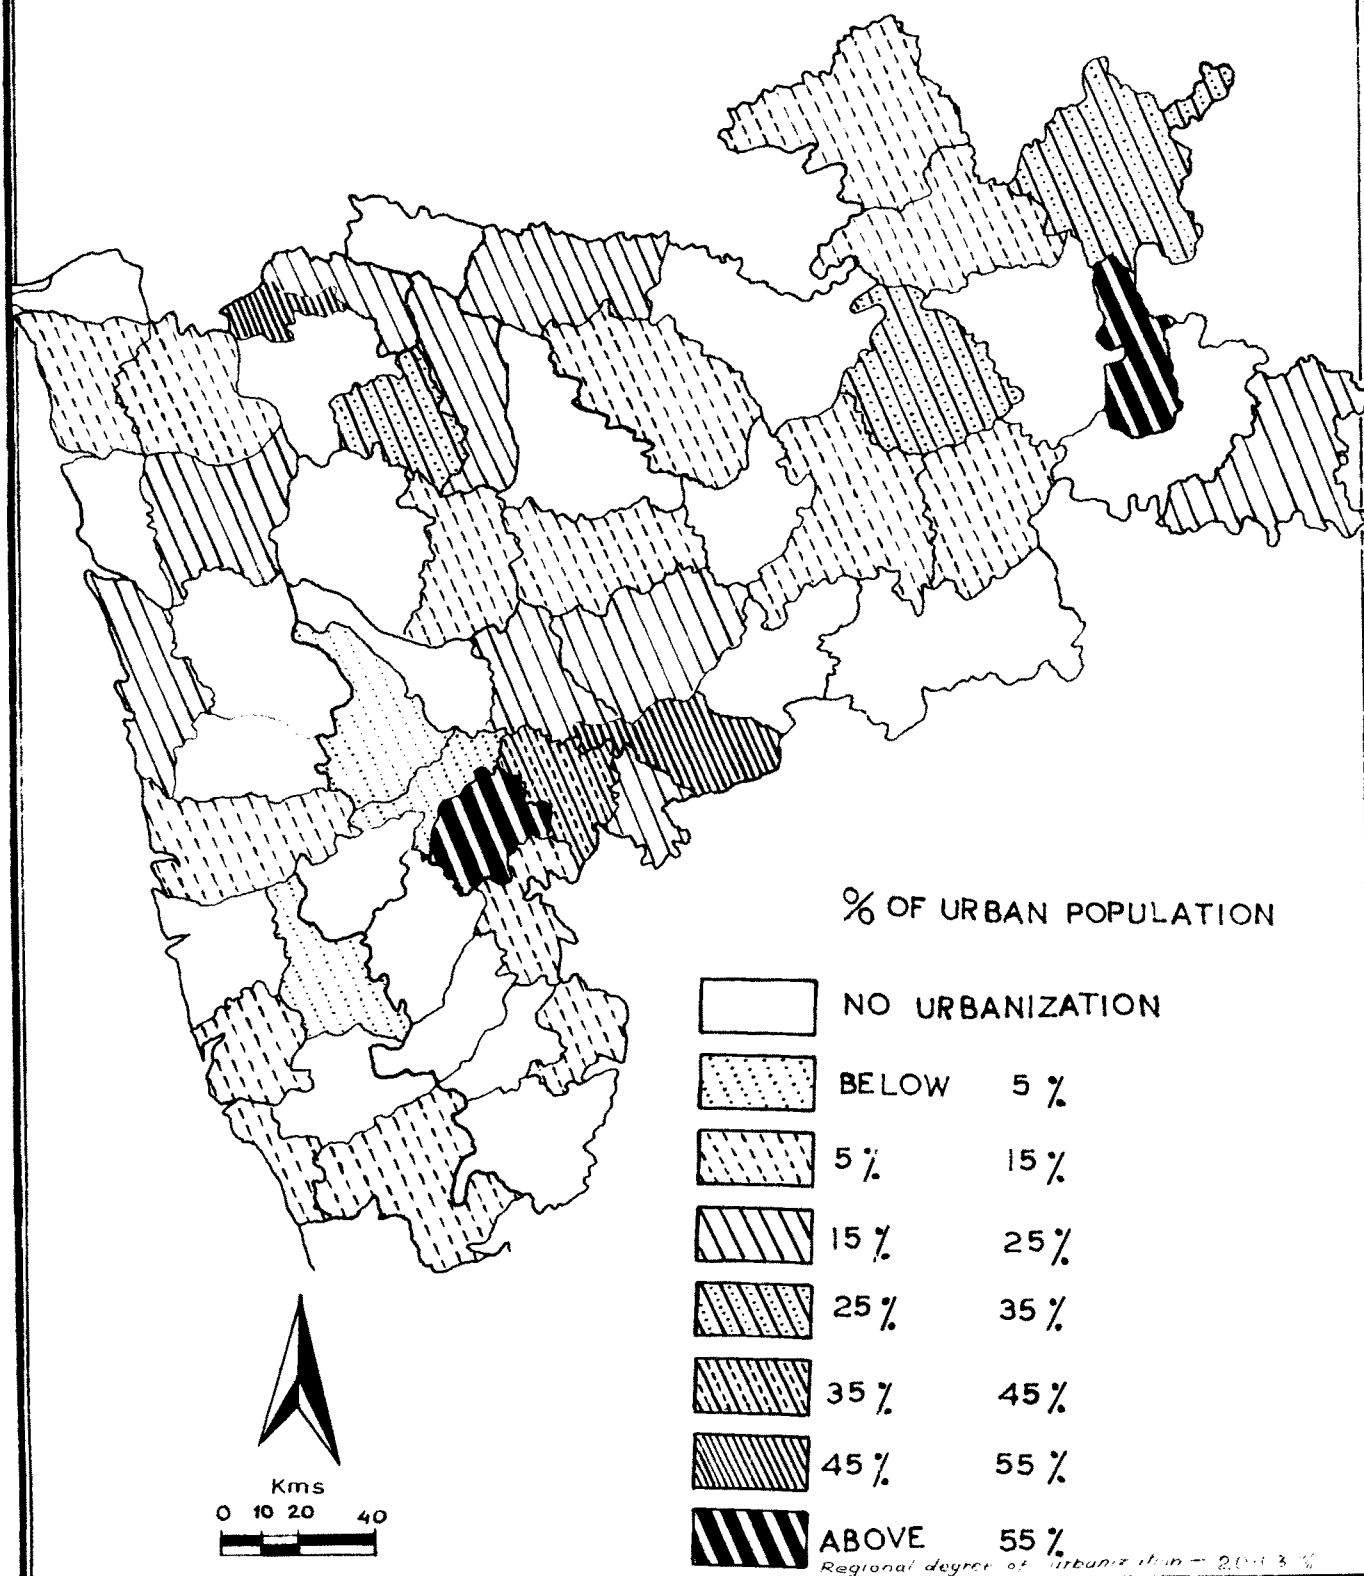 % OF URBAN POPULATION
NO URBANIZATION
BELOW 5 %
5 % 15 %
15 % 25 %
25 % 35 %
35 % 45 %
45 % 55 %
ABOVE 55 %
Regional degree of
Kms
0 10 20 40